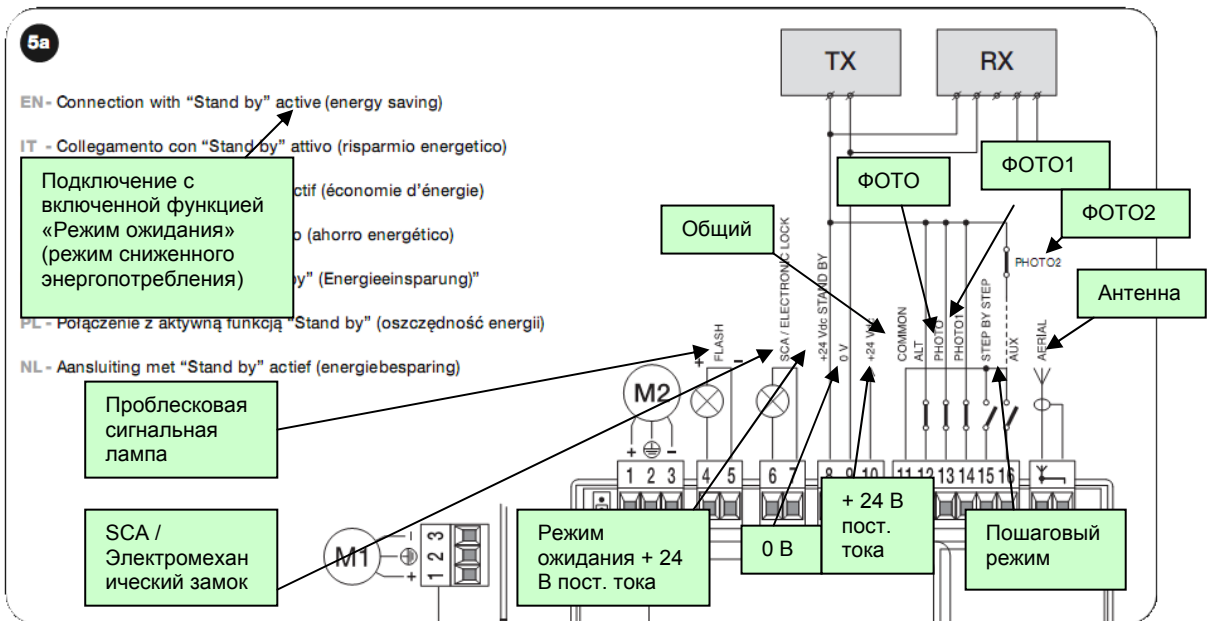 5a
TX
RX
EN - Connection with “Stand by” active (energy saving)
IT - Collegamento con “Stand by” attivo (risparmio energetico)
ctif (économie d’énergie)
o (ahorro energético)
by” (Energieeinsparung)”
PL - Połączenie z aktywną funkcją “Stand by” (oszczędność energii)
NL - Aansluiting met “Stand by” actief (energiebesparing)
Подключение с
включенной функцией
«Режим ожидания»
(режим сниженного
энергопотребления)
Общий
ФОТО
ФОТО1
ФОТО2
Антенна
PHOTO2
+ FLASH –
SCA / ELECTRONIC LOCK
+24 Vdc STAND BY
0 V
+24 Vdc
COMMON
ALT
PHOTO
PHOTO1
STEP BY STEP
AUX
AERIAL
Проблесковая
сигнальная
лампа
M2
+ –
1 2 3
4 5
6 7
8 9 10
11 12 13 14 15 16
SCA /
Электромехан
ический замок
M1
–
+
1 2 3
Режим
ожидания + 24
В пост. тока
0 В
+ 24 В
пост.
тока
Пошаговый
режим